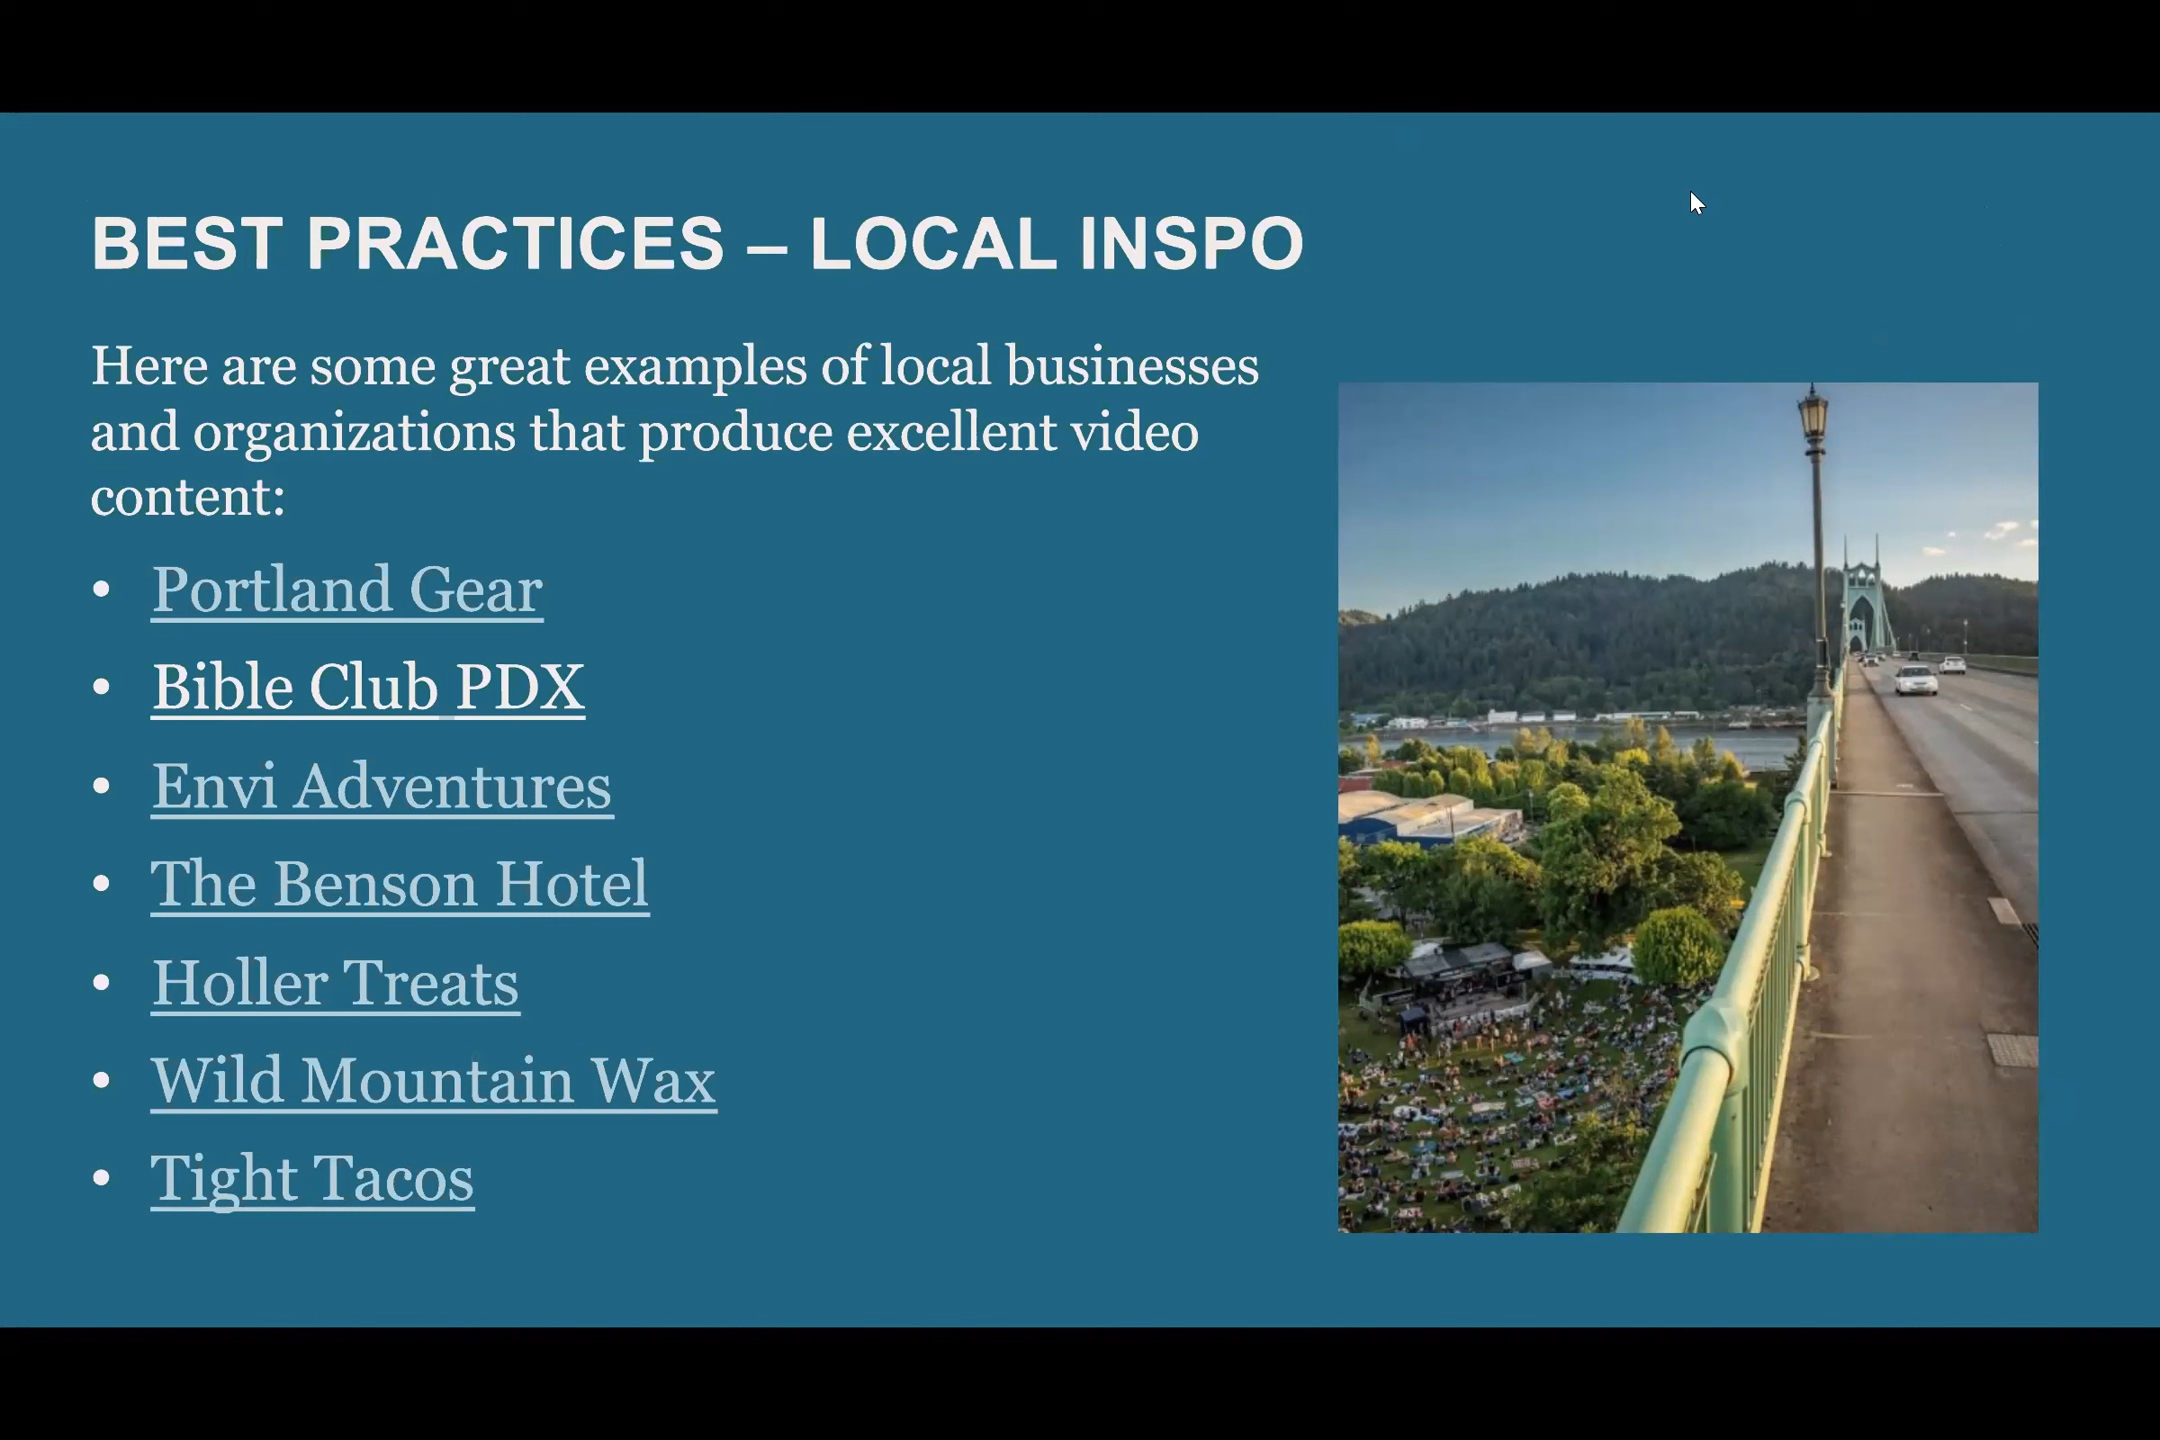 BEST PRACTICES – LOCAL INSPO
Here are some great examples of local businesses
and organizations that produce excellent video
content:
• Portland Gear
• Bible Club PDX
• Envi Adventures
• The Benson Hotel
• Holler Treats
• Wild Mountain Wax
• Tight Tacos